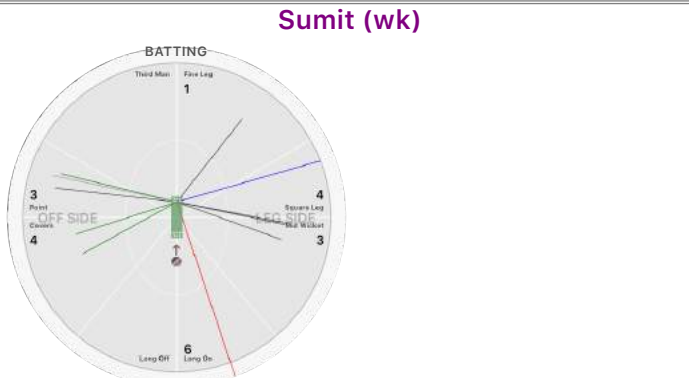 Sumit (wk)
BATTING
Third Man Fine Leg
1
3 4
Point Square Leg
OFF SIDE LEG SIDE
Covers Mid Wicket
4 3
6
Long Off Long On